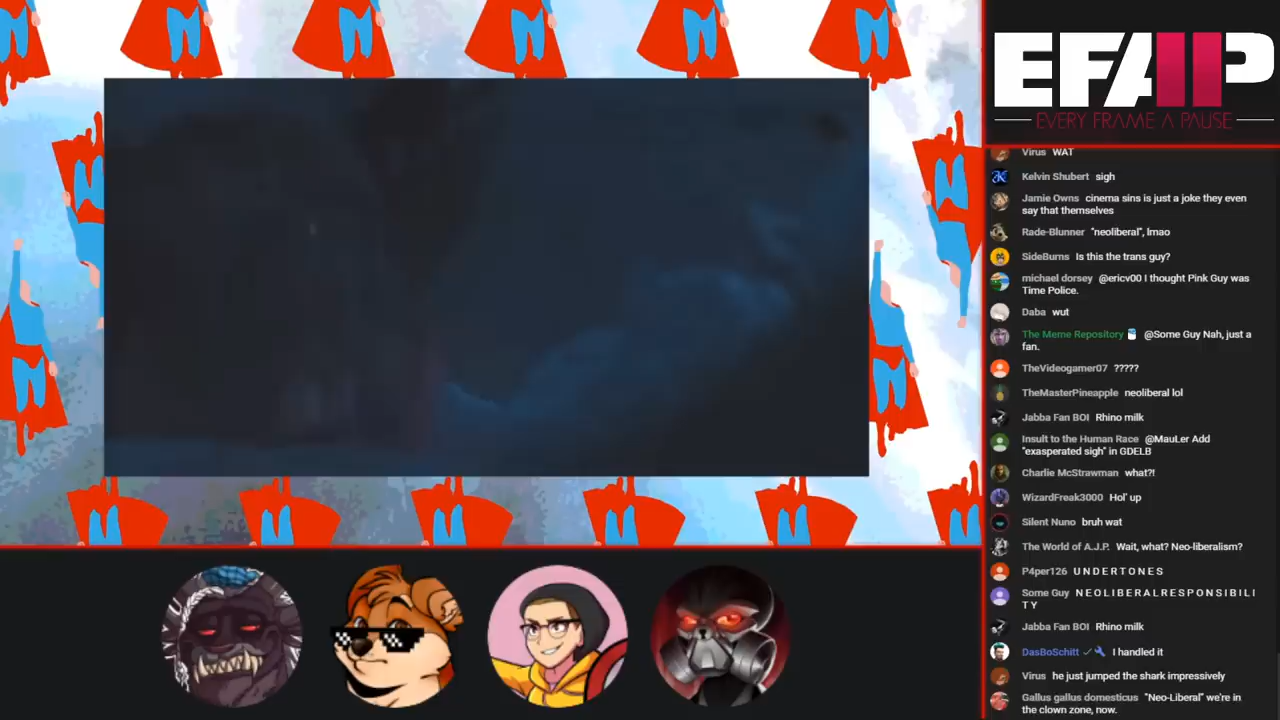 EFAP
EVERY FRAME A PAUSE
Virus WAT
Kelvin Shubert sigh
Jamie Owns cinema sins is just a joke they even
say that themselves
Rade-Blunner "neoliberal", lmao
SideBurns Is this the trans guy?
michael dorsey @ericv00 I thought Pink Guy was
Time Police.
Daba wut
The Meme Repository @Some Guy Nah, just a
fan.
TheVideogamer07 ?????
TheMasterPineapple neoliberal lol
Jabba Fan BOI Rhino milk
Insult to the Human Race @MauLer Add
"exasperated sigh" in GDELB
Charlie McStrawman what?!
WizardFreak3000 Hol' up
Silent Nuno bruh wat
The World of A.J.P. Wait, what? Neo-liberalism?
P4per126 U N D E R T O N E S
Some Guy N E O L I B E R A L R E S P O N S I B I L I
T Y
Jabba Fan BOI Rhino milk
DasBoSchitt I handled it
Virus he just jumped the shark impressively
Gallus gallus domesticus "Neo-Liberal" we're in
the clown zone, now.